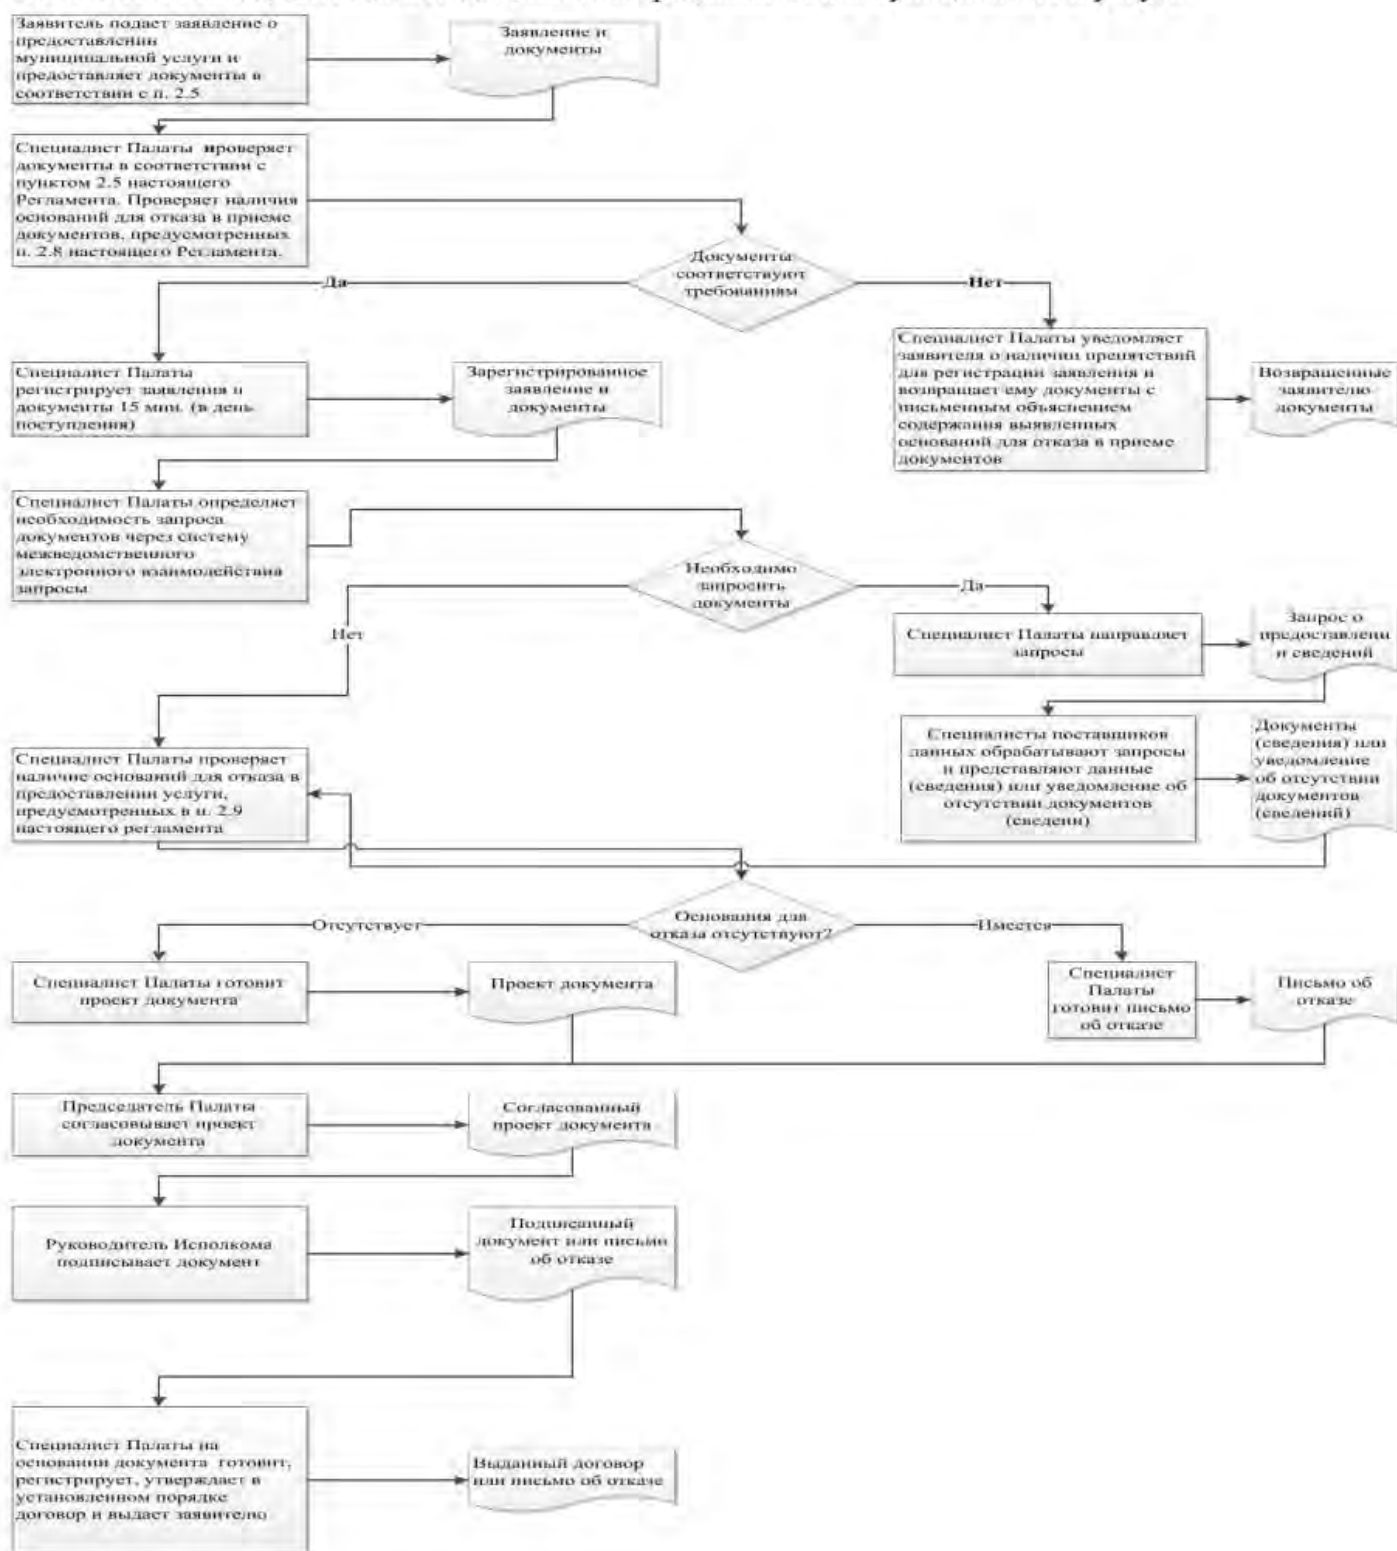 Заявитель подает заявление о
предоставлении
муниципальной услуги и
предоставляет документы в
соответствии с п. 2.5
Заявление и
документы
Специалист Палаты проверяет
документы в соответствии с
пунктом 2.5 настоящего
Регламента. Проверяет наличия
оснований для отказа в приеме
документов, предусмотренных
п. 2.8 настоящего Регламента.
Документы
соответствуют
требованиям
Да
Нет
Специалист Палаты
регистрирует заявления и
документы 15 мин. (в день
поступления)
Зарегистрированное
заявление и
документы
Специалист Палаты уведомляет
заявителя о наличии препятствий
для регистрации заявления и
возвращает ему документы с
письменным объяснением
содержания выявленных
оснований для отказа в приеме
документов
Возвращенные
заявителю
документы
Специалист Палаты определяет
необходимость запроса
документов через систему
межведомственного
электронного взаимодействия
запросы
Необходимо
запросить
документы
Нет
Да
Специалист Палаты направляет
запросы
Запрос о
предоставлени
и сведений
Специалисты поставщиков
данных обрабатывают запросы
и представляют данные
(сведения) или уведомление об
отсутствии документов
(сведени)
Документы
(сведения) или
уведомление
об отсутствии
документов
(сведений)
Специалист Палаты проверяет
наличие оснований для отказа в
предоставлении услуги,
предусмотренных в п. 2.9
настоящего регламента
Основания для
отказа отсутствуют?
Отсутствует
Имеется
Специалист Палаты готовит
проект документа
Проект документа
Специалист
Палаты
готовит письмо
об отказе
Письмо об
отказе
Председатель Палаты
согласовывает проект
документа
Согласованный
проект документа
Руководитель Исполкома
подписывает документ
Подписанный
документ или письмо
об отказе
Специалист Палаты на
основании документа готовит,
регистрирует, утверждает в
установленном порядке
договор и выдает заявителю
Выданный договор
или письмо об отказе